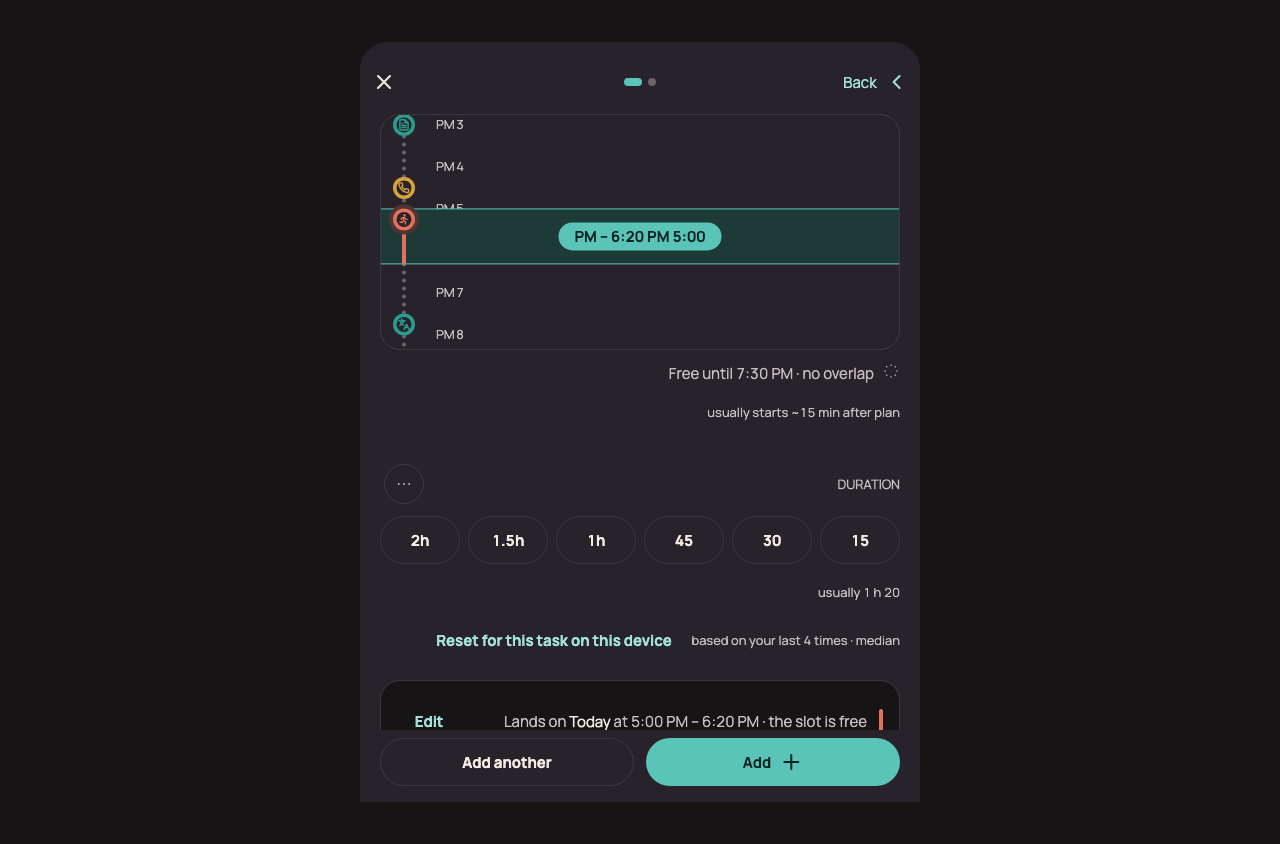 Back
PM 3
PM 4
PM 5
PM – 6:20 PM 5:00
PM 7
PM 8
Free until 7:30 PM · no overlap
usually starts ~15 min after plan
...
DURATION
2h 1.5h 1h 45 30 15
usually 1 h 20
Reset for this task on this device based on your last 4 times · median
Edit Lands on Today at 5:00 PM – 6:20 PM · the slot is free
Add another Add